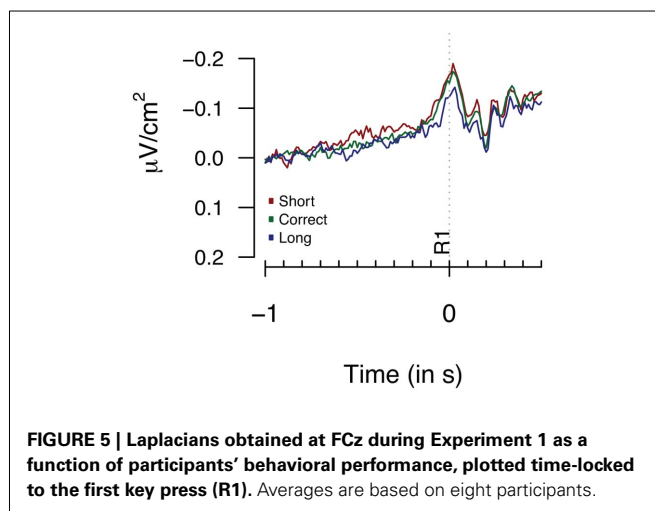 −0.2
−0.1
0.0
0.1
0.2
μV/cm²
Short
Correct
Long
R1
−1
0
Time (in s)
FIGURE 5 | Laplacians obtained at FCz during Experiment 1 as a
function of participants’ behavioral performance, plotted time-locked
to the first key press (R1). Averages are based on eight participants.